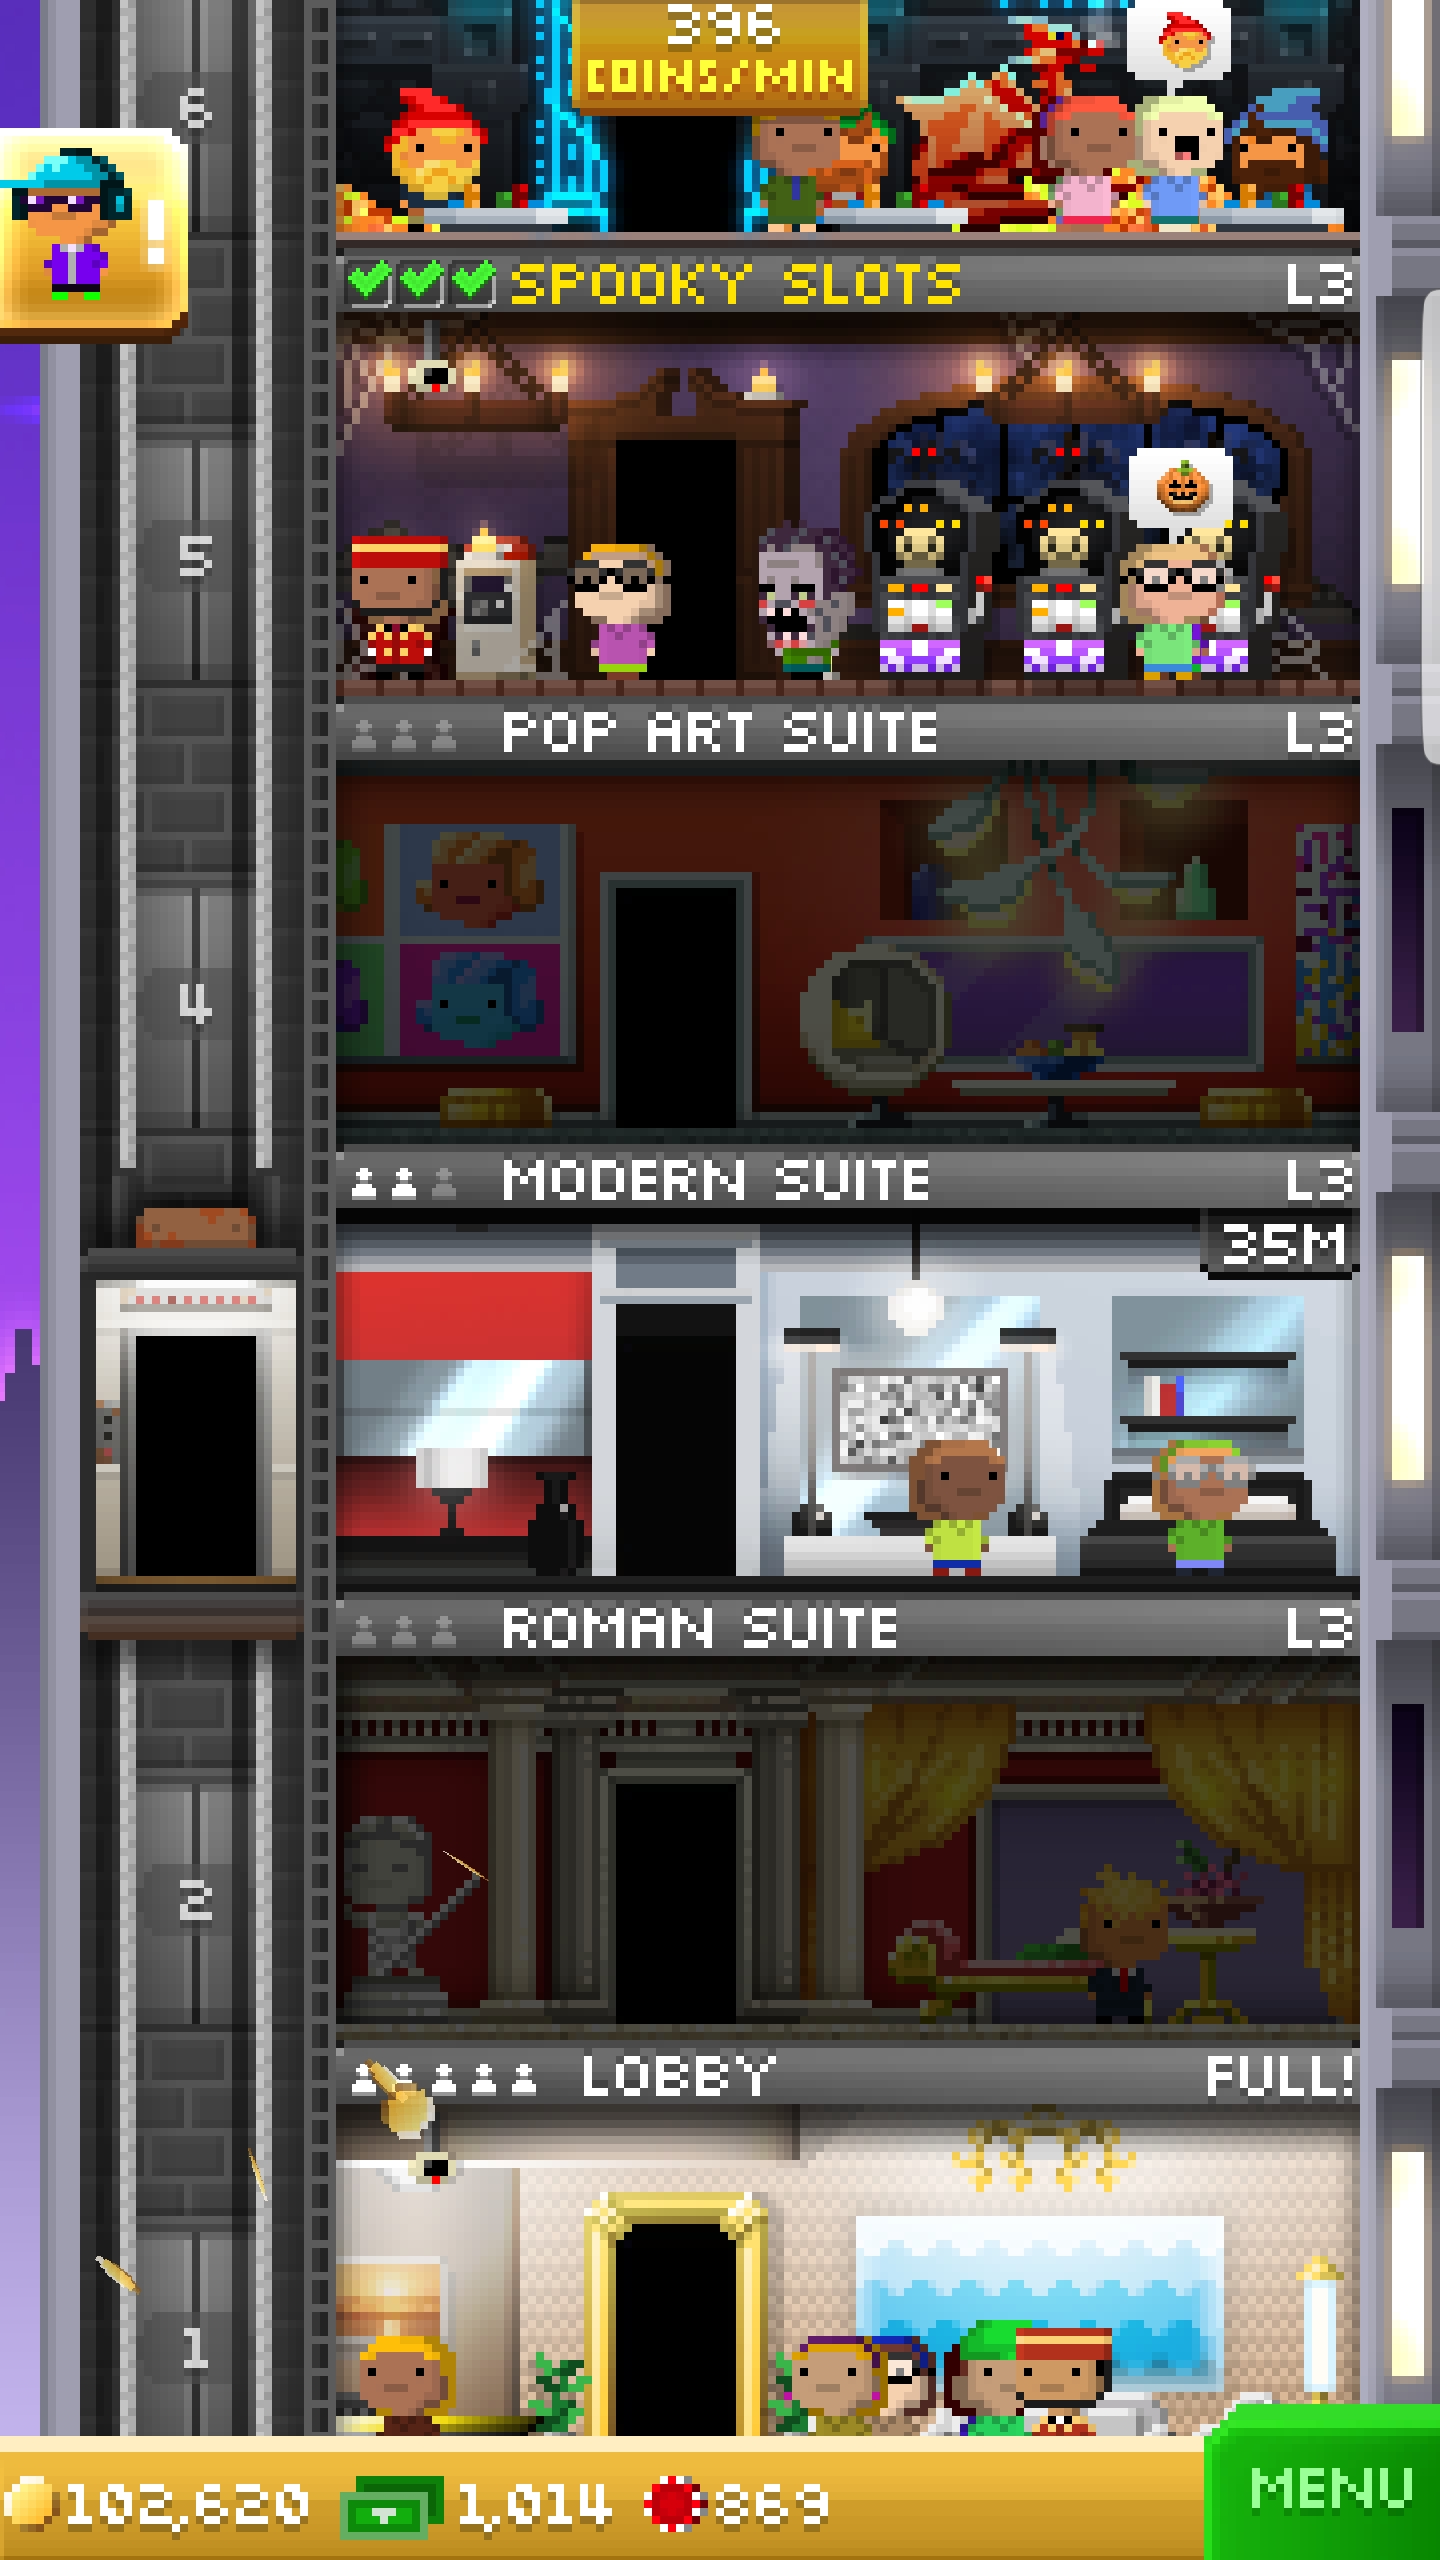 396
COINS/MIN
6
!
SPOOKY SLOTS L3
5
POP ART SUITE L3
4
MODERN SUITE L3
35M
ROMAN SUITE L3
2
LOBBY FULL!
1
102,620 1,014 869
MENU